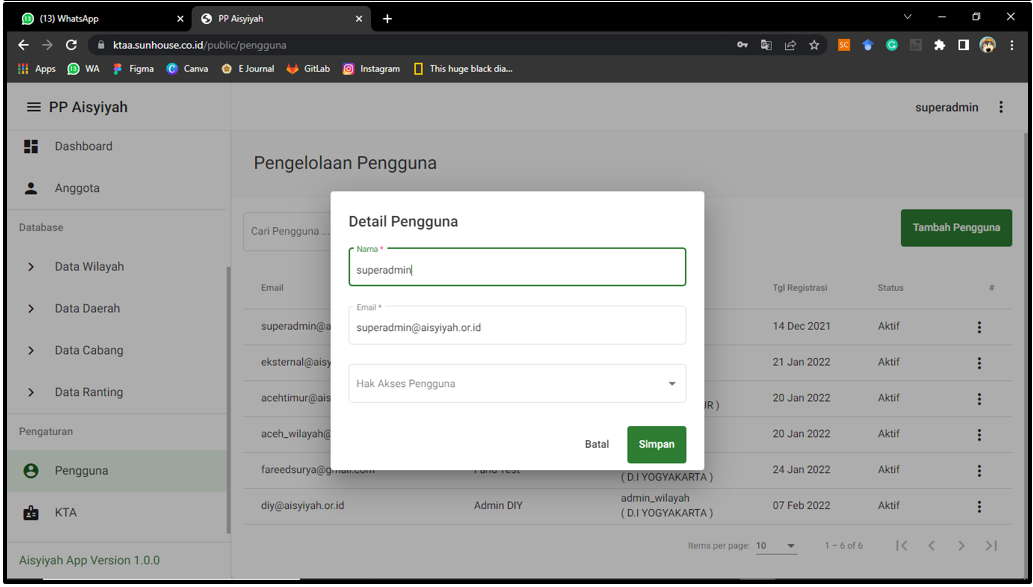 (13) WhatsApp
PP Aisyiyah
ktaa.sunhouse.co.id/public/pengguna
Apps
WA
Figma
Canva
E Journal
GitLab
Instagram
This huge black dia...
PP Aisyiyah
superadmin
Dashboard
Anggota
Database
Data Wilayah
Data Daerah
Data Cabang
Data Ranting
Pengaturan
Pengguna
KTA
Aisyiyah App Version 1.0.0
Pengelolaan Pengguna
Cari Pengguna ...
Tambah Pengguna
Detail Pengguna
Nama *
superadmin
Email *
superadmin@aisyiyah.or.id
Hak Akses Pengguna
Batal
Simpan
Email Tgl Registrasi Status #
superadmin@a 14 Dec 2021 Aktif
eksternal@aisy 21 Jan 2022 Aktif
acehtimur@ais UR ) 20 Jan 2022 Aktif
aceh_wilayah@ 20 Jan 2022 Aktif
fareedsurya@gmail.com Farid Test ( D.I YOGYAKARTA ) 24 Jan 2022 Aktif
diy@aisyiyah.or.id Admin DIY admin_wilayah 07 Feb 2022 Aktif
( D.I YOGYAKARTA )
Items per page: 10 1 – 6 of 6